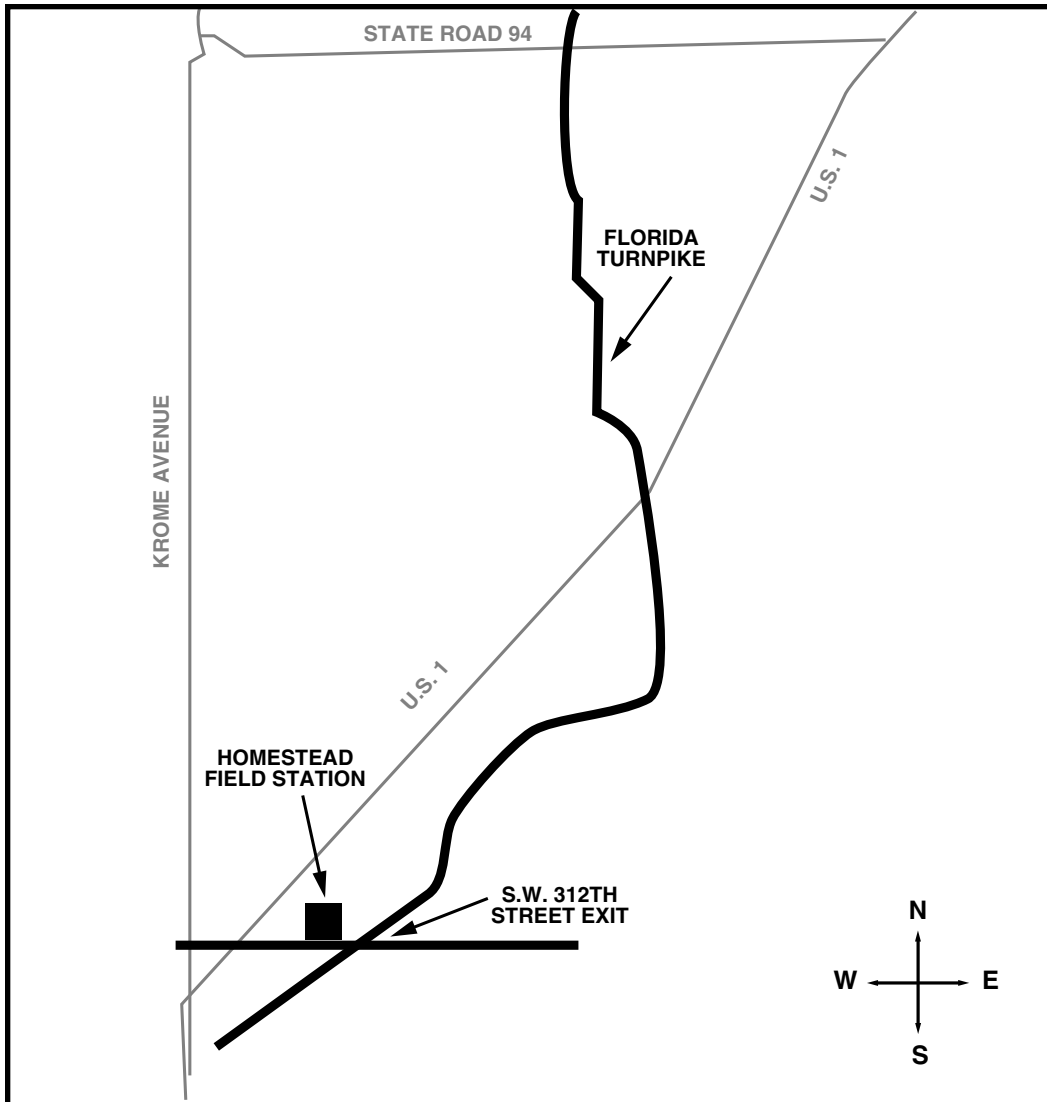 STATE ROAD 94
U.S. 1
FLORIDA
TURNPIKE
KROME AVENUE
U.S. 1
HOMESTEAD
FIELD STATION
S.W. 312TH
STREET EXIT
N
W
E
S